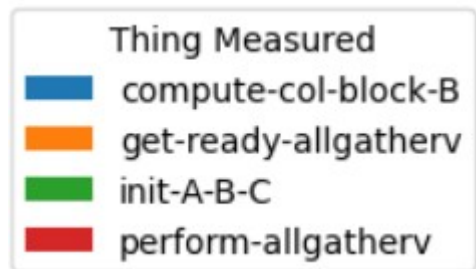 Thing Measured
compute-col-block-B
get-ready-allgatherv
init-A-B-C
perform-allgatherv